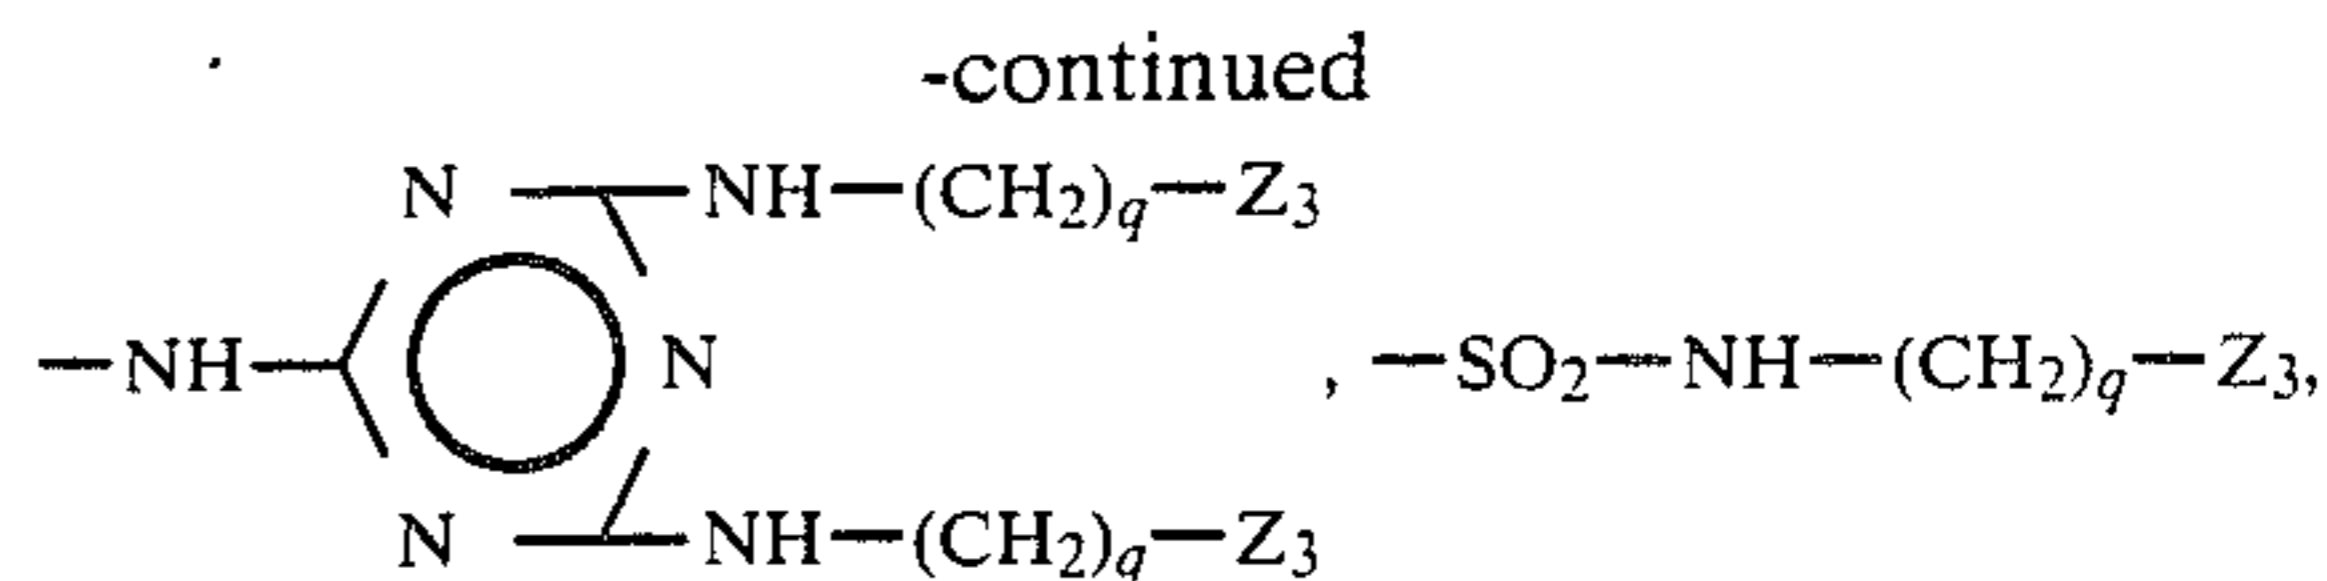 -continued
N — NH—(CH₂)q—Z₃
—NH— N , —SO₂—NH—(CH₂)q—Z₃,
N — NH—(CH₂)q—Z₃